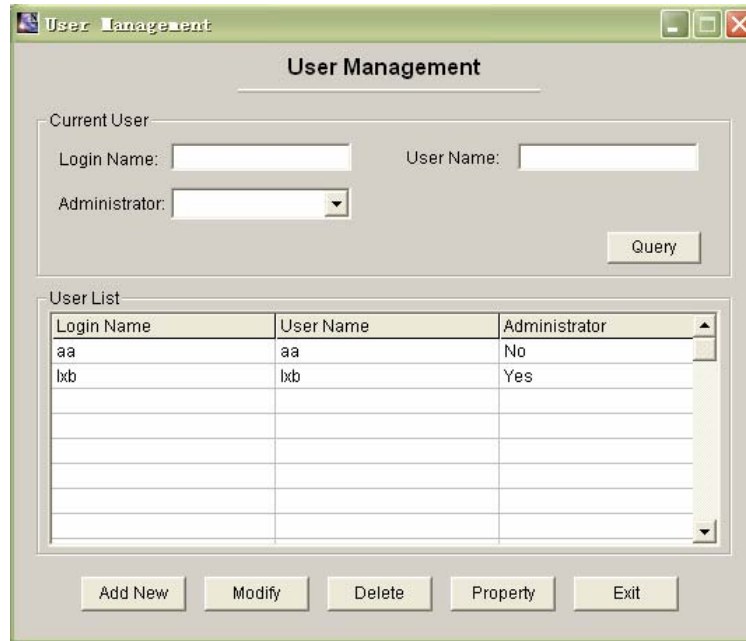 User Management
User Management
Current User
Login Name:
User Name:
Administrator:
Query
User List
Login Name User Name Administrator
aa aa No
lxb lxb Yes
Add New Modify Delete Property Exit